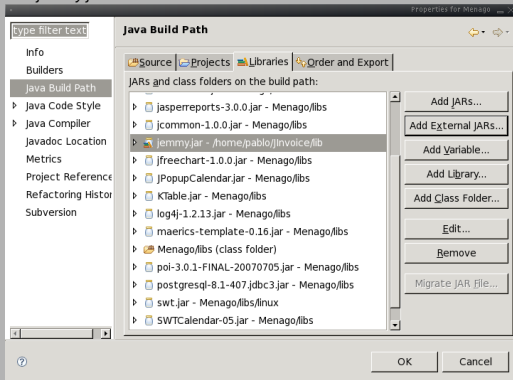 Properties for Menago
type filter text
Java Build Path
Info
Builders
Java Build Path
Java Code Style
Java Compiler
Javadoc Location
Metrics
Project Reference
Refactoring Histor
Subversion
Source
Projects
Libraries
Order and Export
JARs and class folders on the build path:
jasperreports-3.0.0.jar - Menago/libs
jcommon-1.0.0.jar - Menago/libs
jemmy.jar - /home/pablo/JInvoice/lib
jfreechart-1.0.0.jar - Menago/libs
JPopupCalendar.jar - Menago/libs
KTable.jar - Menago/libs
log4j-1.2.13.jar - Menago/libs
maerics-template-0.16.jar - Menago/libs
Menago/libs (class folder)
poi-3.0.1-FINAL-20070705.jar - Menago/libs
postgresql-8.1-407.jdbc3.jar - Menago/libs
swt.jar - Menago/libs/linux
SWTCalendar-05.jar - Menago/libs
Add JARs...
Add External JARs...
Add Variable...
Add Library...
Add Class Folder...
Edit...
Remove
Migrate JAR File...
OK
Cancel